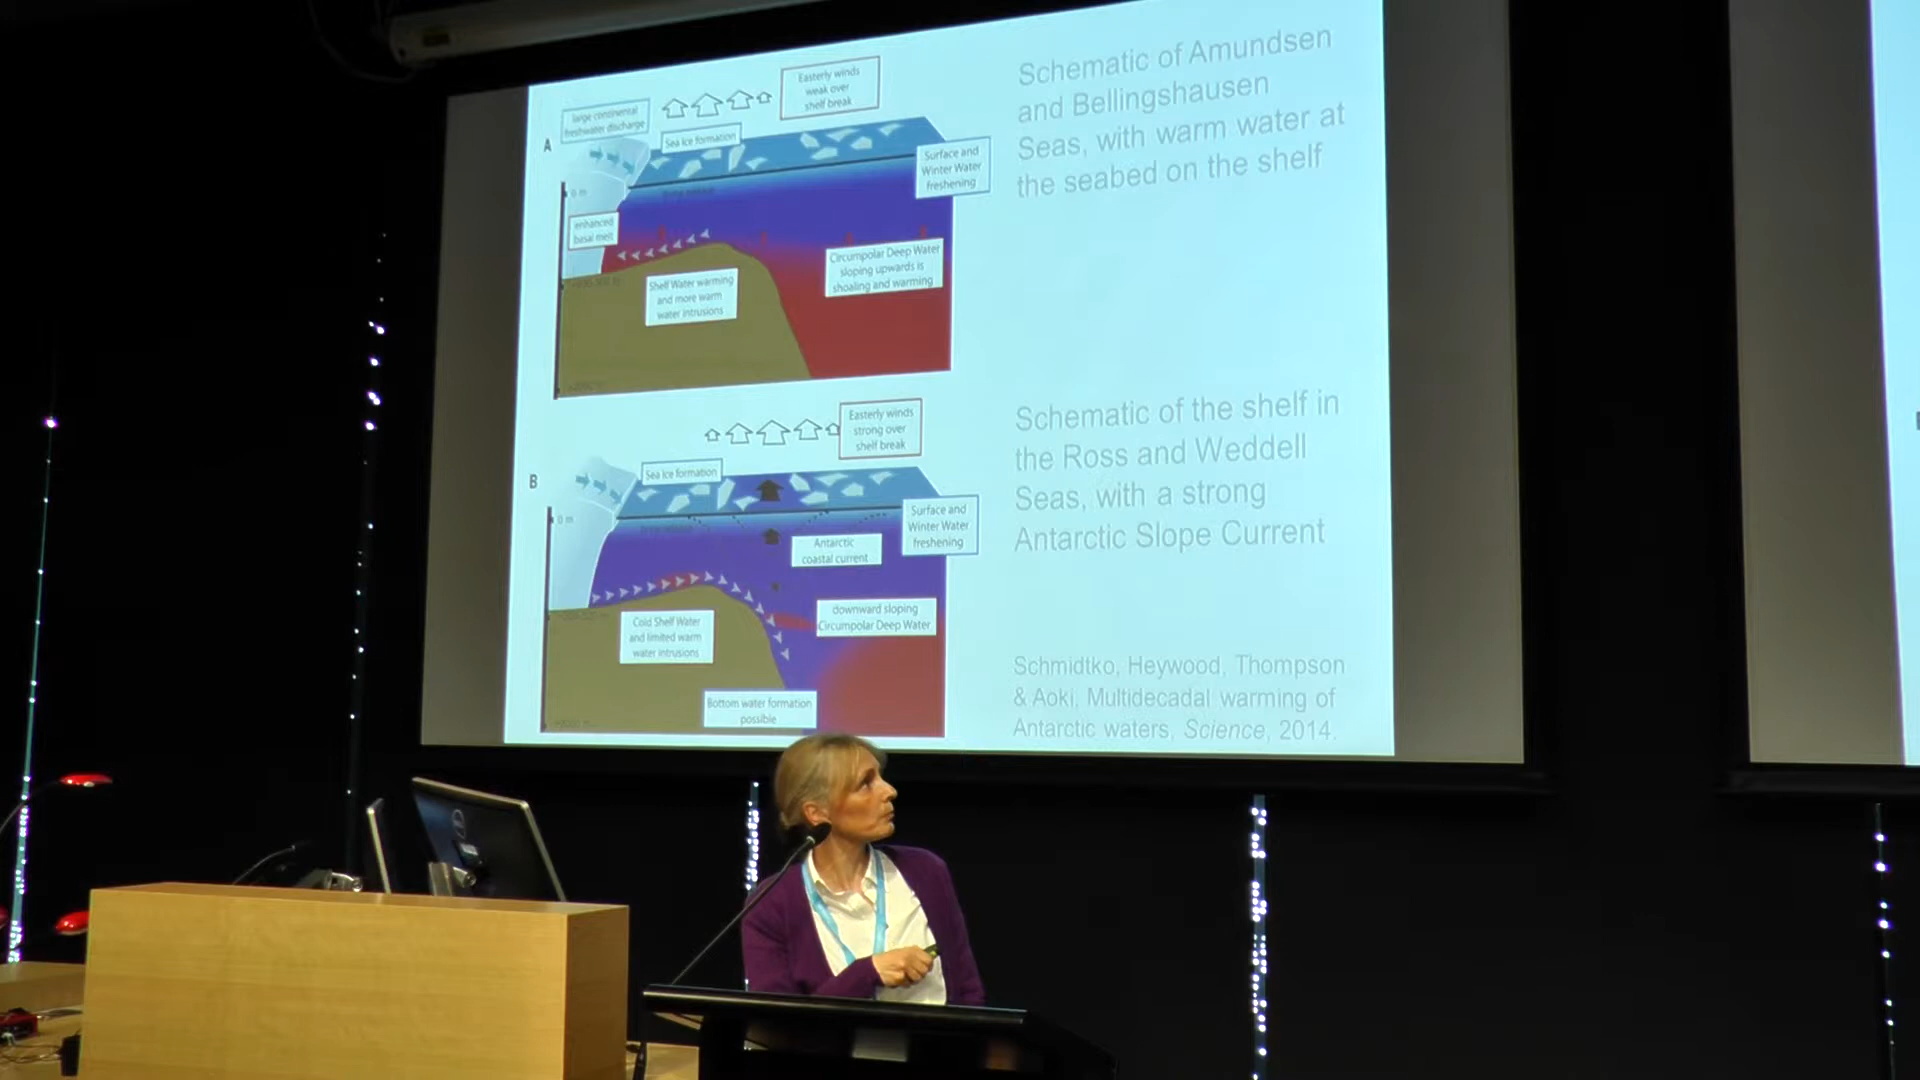 Schematic of Amundsen
and Bellingshausen
Seas, with warm water at
the seabed on the shelf
Easterly winds
weak over
shelf break
large continental
freshwater discharge
A
Sea Ice formation
Surface and
Winter Water
freshening
0 m
enhanced
basal melt
Circumpolar Deep Water
sloping upwards is
shoaling and warming
Shelf Water warming
and more warm
water intrusions
Schematic of the shelf in
the Ross and Weddell
Seas, with a strong
Antarctic Slope Current
Easterly winds
strong over
shelf break
B
Sea Ice formation
Surface and
Winter Water
freshening
0 m
Antarctic
coastal current
downward sloping
Circumpolar Deep Water
Cold Shelf Water
and limited warm
water intrusions
Bottom water formation
possible
Schmidtko, Heywood, Thompson
& Aoki, Multidecadal warming of
Antarctic waters, Science, 2014.